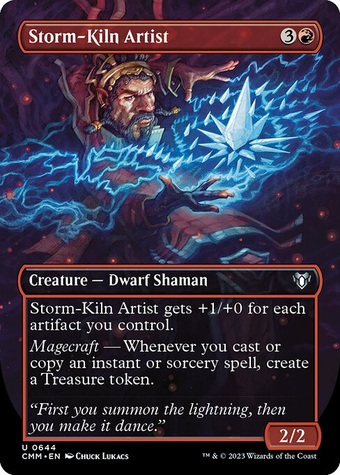 Storm-Kiln Artist 3
Creature — Dwarf Shaman
Storm-Kiln Artist gets +1/+0 for each
artifact you control.
Magecraft — Whenever you cast or
copy an instant or sorcery spell, create
a Treasure token.
“First you summon the lightning, then
you make it dance.”
2/2
U 0644
CMM • EN Chuck Lukacs
™ & © 2023 Wizards of the Coast